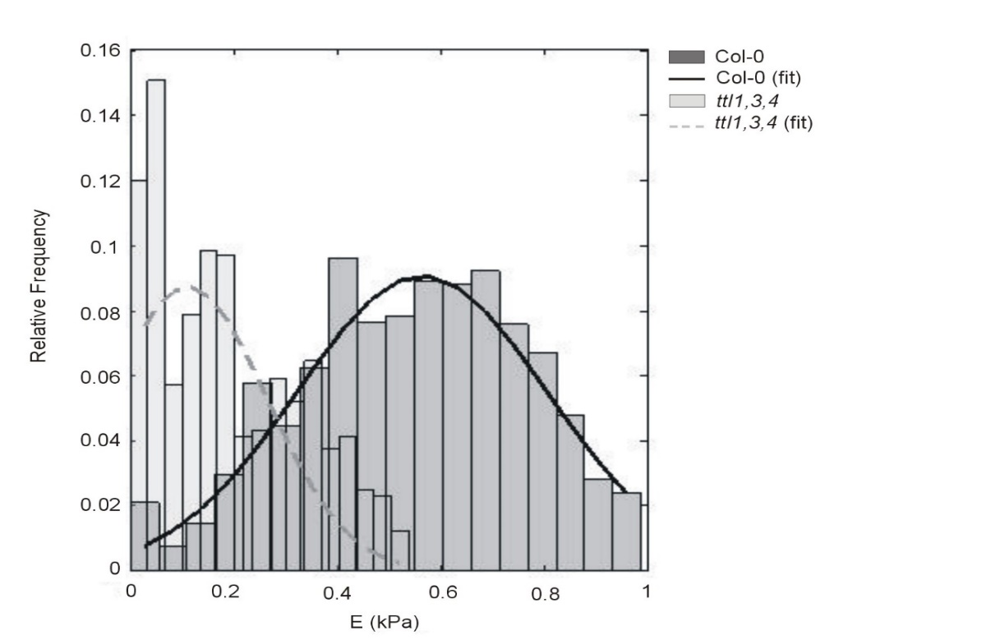 0.16
0.14
0.12
0.1
0.08
0.06
0.04
0.02
0
0
0.2
0.4
0.6
0.8
1
Relative Frequency
E (kPa)
Col-0
Col-0 (fit)
ttl1,3,4
ttl1,3,4 (fit)